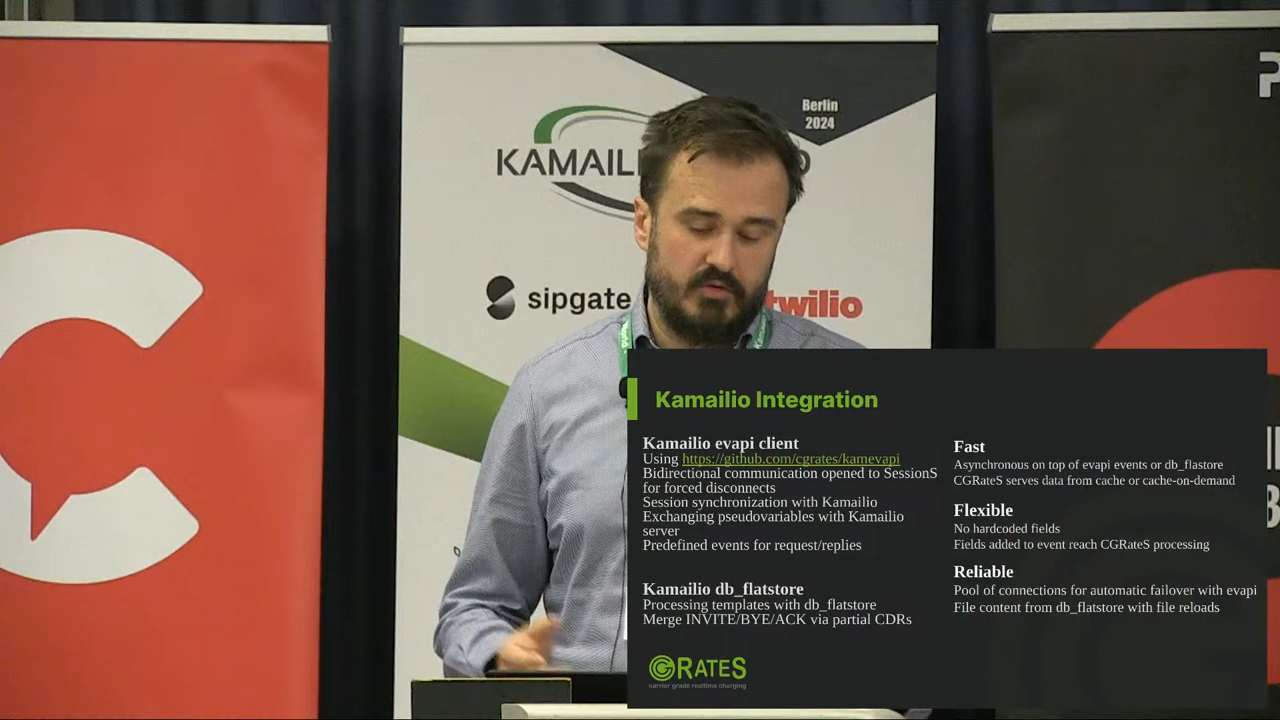 Berlin
2024
KAMAILI
sipgate
twilio
Kamailio Integration
Kamailio evapi client
Using https://github.com/cgrates/kamevapi
Bidirectional communication opened to SessionS
for forced disconnects
Session synchronization with Kamailio
Exchanging pseudovariables with Kamailio
server
Predefined events for request/replies
Kamailio db_flatstore
Processing templates with db_flatstore
Merge INVITE/BYE/ACK via partial CDRs
Fast
Asynchronous on top of evapi events or db_flastore
CGRateS serves data from cache or cache-on-demand
Flexible
No hardcoded fields
Fields added to event reach CGRateS processing
Reliable
Pool of connections for automatic failover with evapi
File content from db_flatstore with file reloads
CGRATES
carrier grade realtime charging